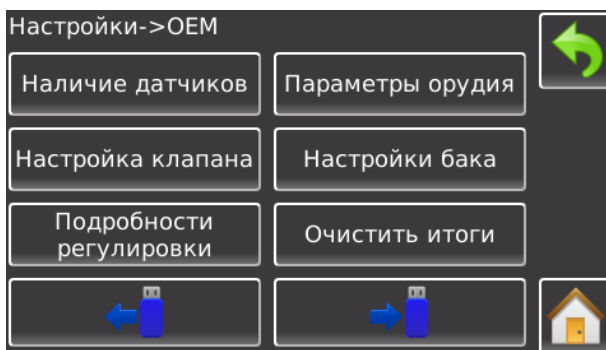 Настройки->OEM
Наличие датчиков
Параметры орудия
Настройка клапана
Настройки бака
Подробности
регулировки
Очистить итоги